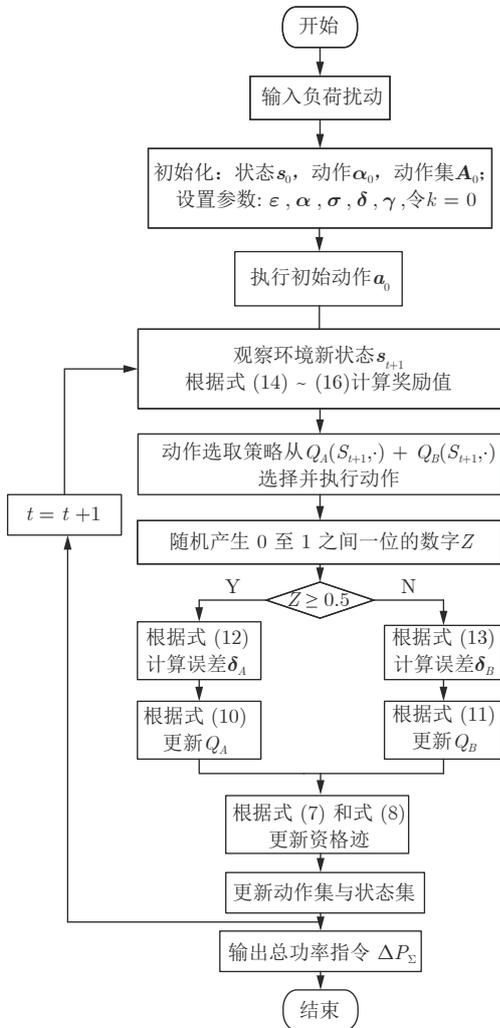 开始
输入负荷扰动
初始化：状态s₀，动作α₀，动作集A₀；
设置参数: ε , α , σ , δ , γ ,令k = 0
执行初始动作a₀
观察环境新状态sₜ₊₁
根据式 (14) ~ (16)计算奖励值
动作选取策略从Q_A(Sₜ₊₁,·) + Q_B(Sₜ₊₁,·)
选择并执行动作
t = t +1
随机产生 0 至 1 之间一位的数字Z
Y
Z ≥ 0.5
N
根据式 (12)
计算误差δ_A
根据式 (13)
计算误差δ_B
根据式 (10)
更新Q_A
根据式 (11)
更新Q_B
根据式 (7) 和式 (8)
更新资格迹
更新动作集与状态集
输出总功率指令 ΔP_Σ
结束